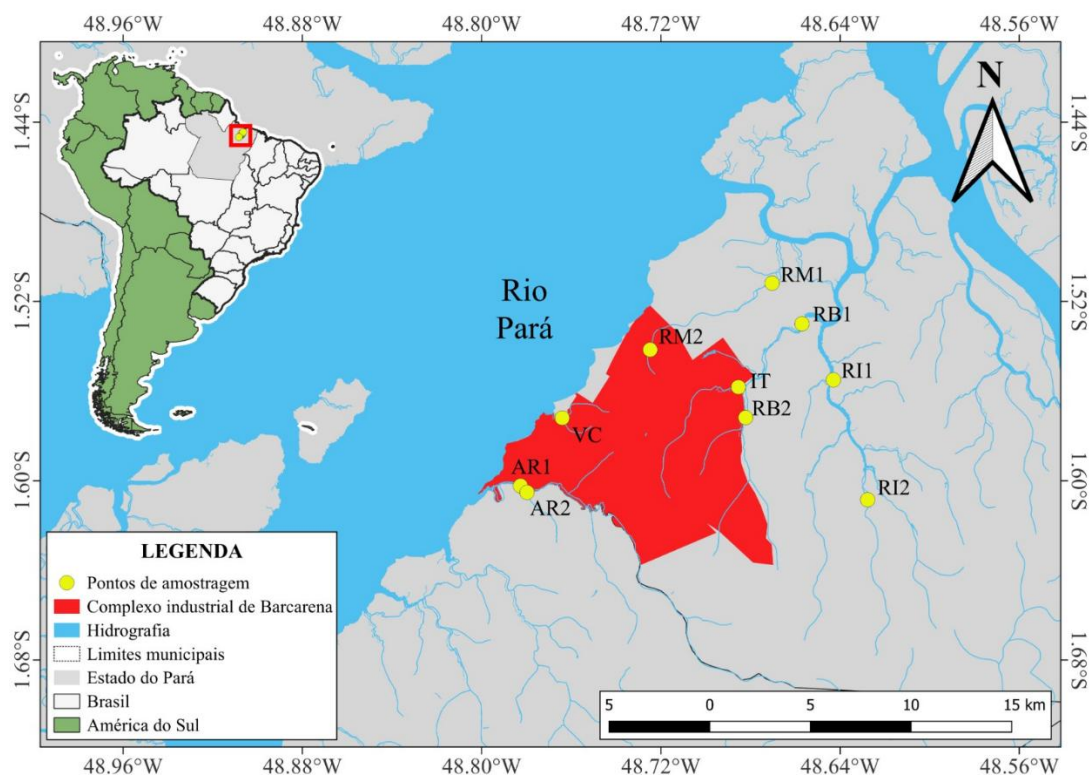 48.96°W 48.88°W 48.80°W 48.72°W 48.64°W 48.56°W
N
1.44°S
1.44°S
RM1
1.52°S
Rio
Pará
RB1
1.52°S
RM2
RI1
IT
RB2
VC
1.60°S
AR1
AR2
RI2
1.60°S
LEGENDA
Pontos de amostragem
Complexo industrial de Barcarena
Hidrografia
Limites municipais
Estado do Pará
Brasil
América do Sul
1.68°S
1.68°S
5 0 5 10 15 km
48.96°W 48.88°W 48.80°W 48.72°W 48.64°W 48.56°W